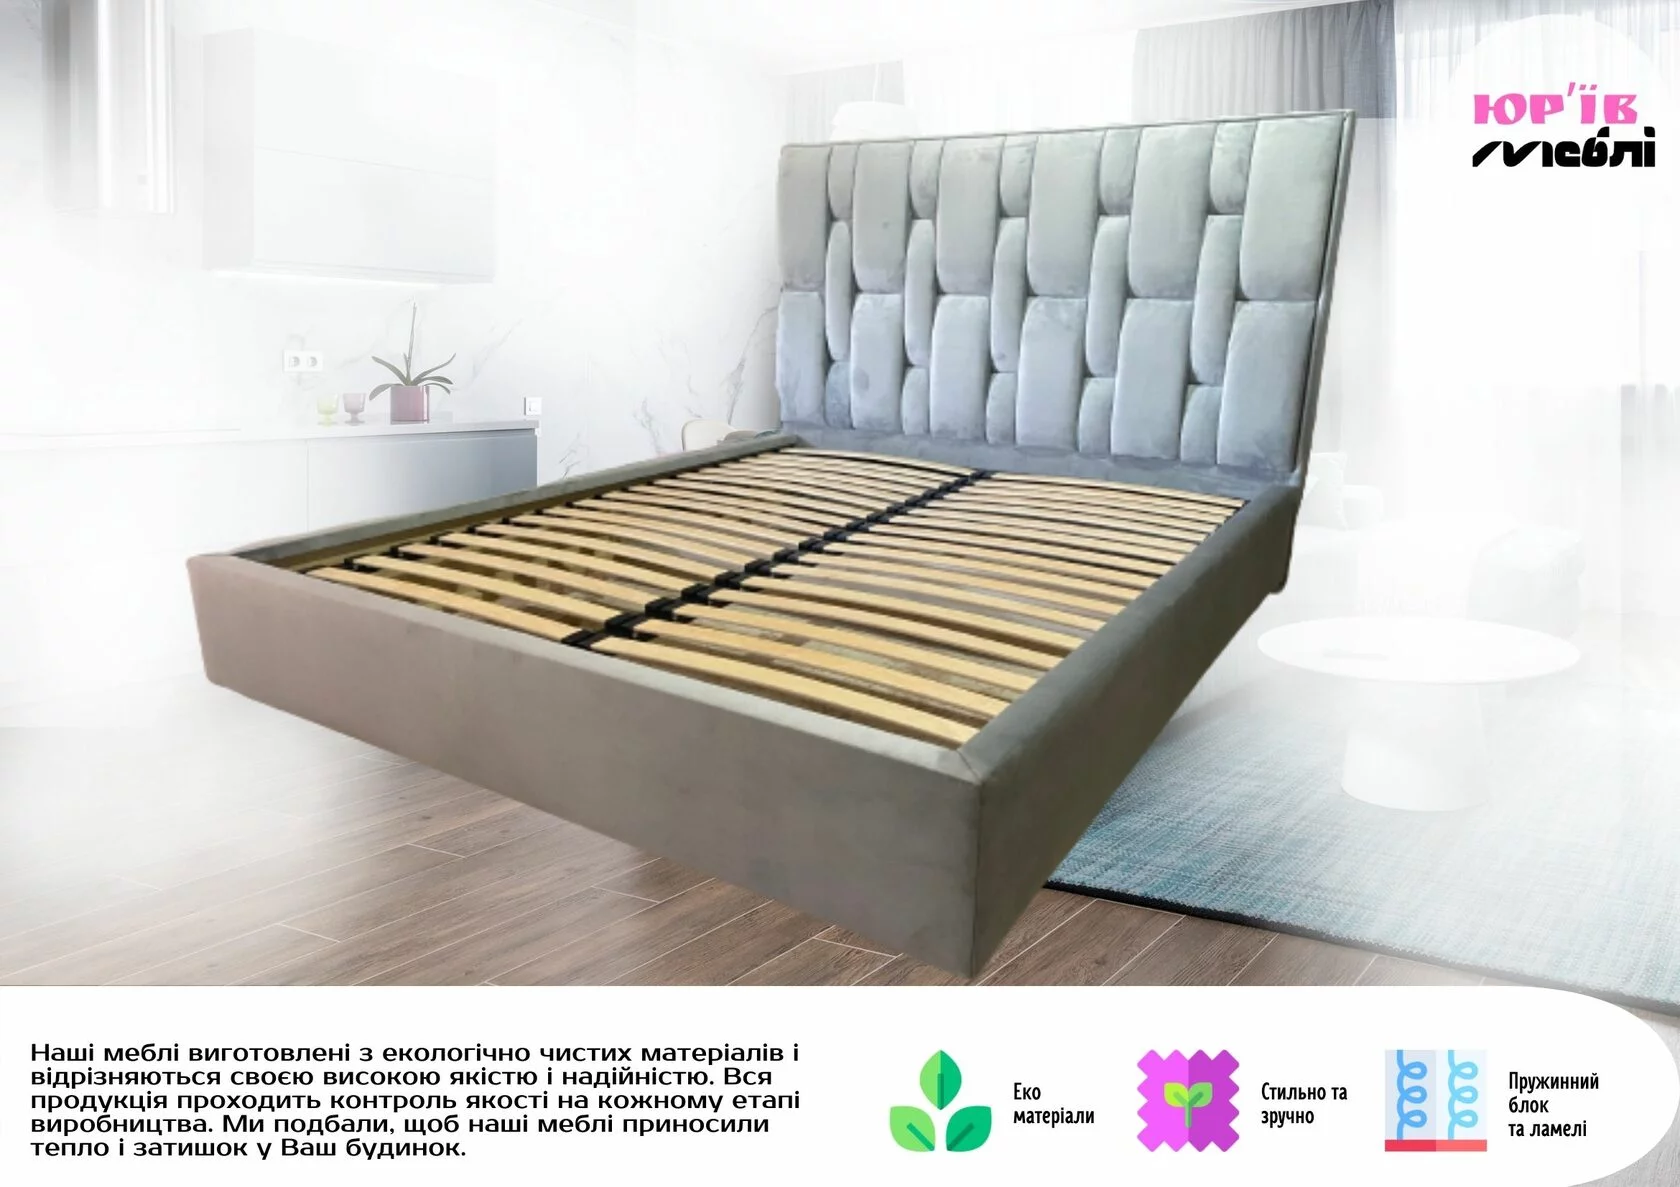 ЮР'ЇВ
меблі
Наші меблі виготовлені з екологічно чистих матеріалів і
відрізняються своєю високою якістю і надійністю. Вся
продукція проходить контроль якості на кожному етапі
виробництва. Ми подбали, щоб наші меблі приносили
тепло і затишок у Ваш будинок.
Еко
матеріали
Стильно та
зручно
Пружинний
блок
та ламелі